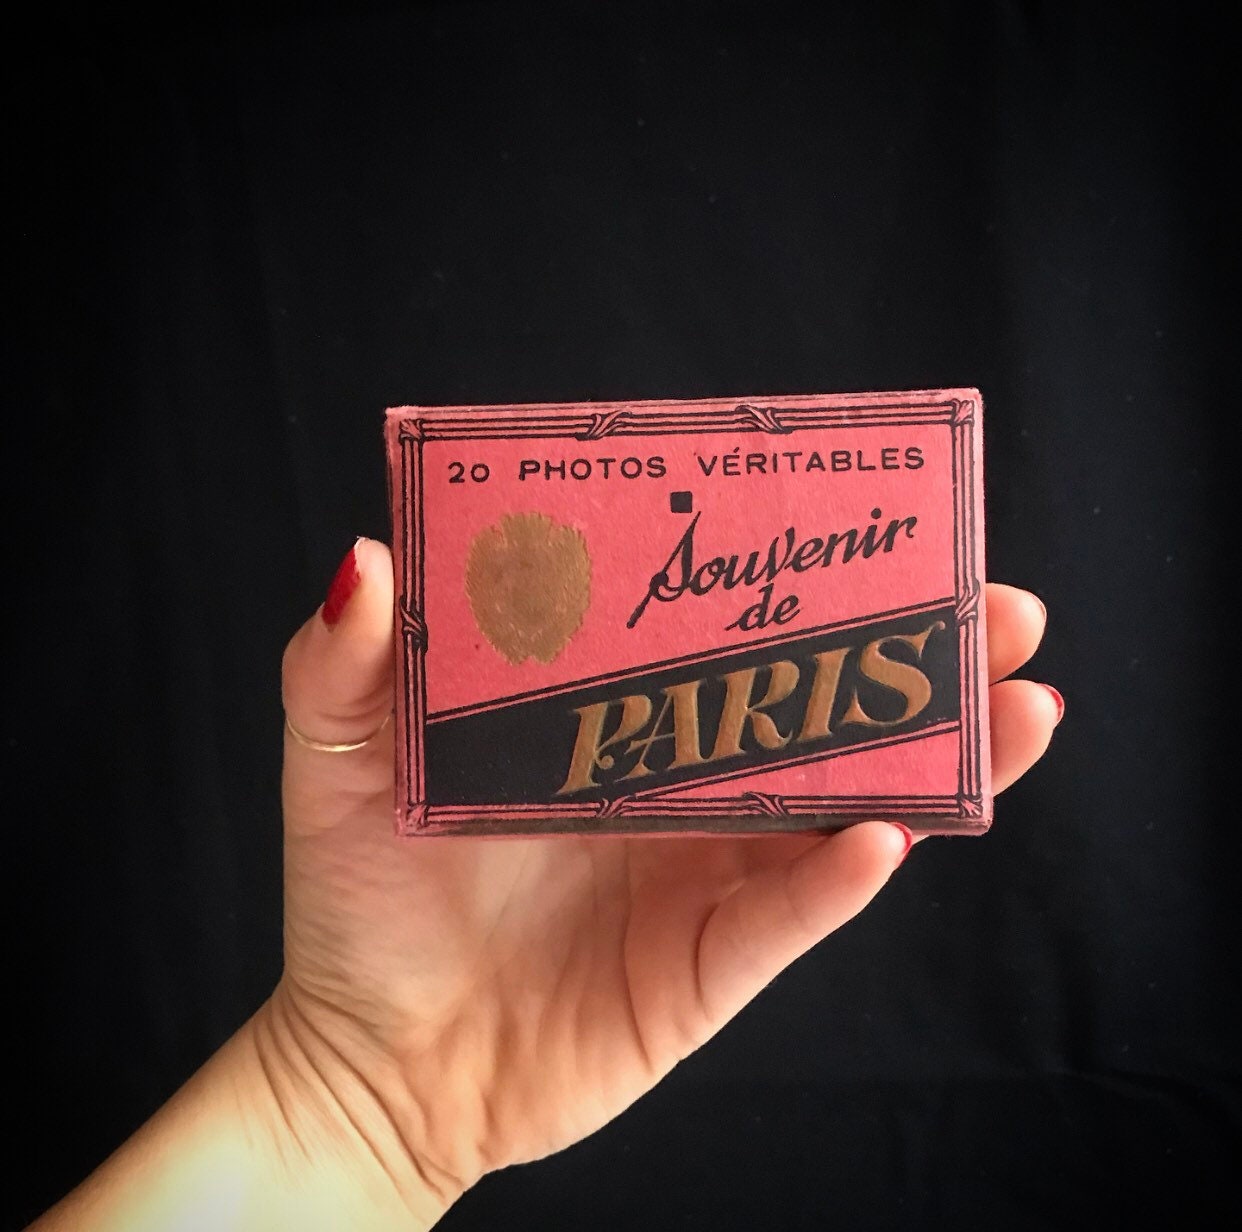 20 PHOTOS VÉRITABLES
Souvenir
de
PARIS